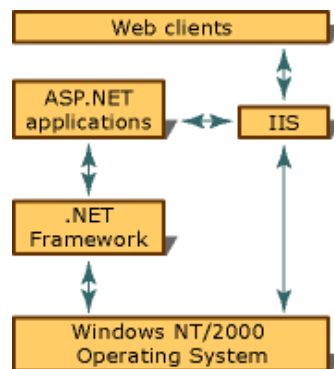 Web clients
ASP.NET
applications
IIS
.NET
Framework
Windows NT/2000
Operating System